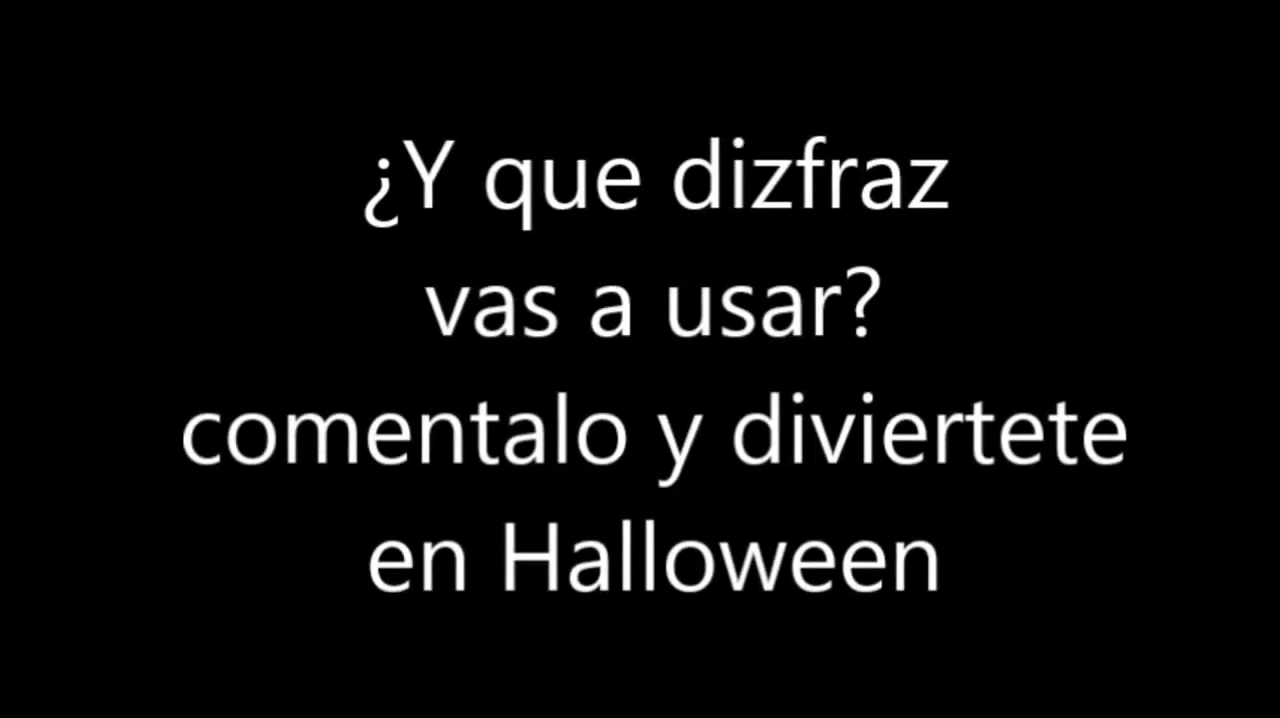 ¿Y que dizfraz
vas a usar?
comentalo y diviertete
en Halloween